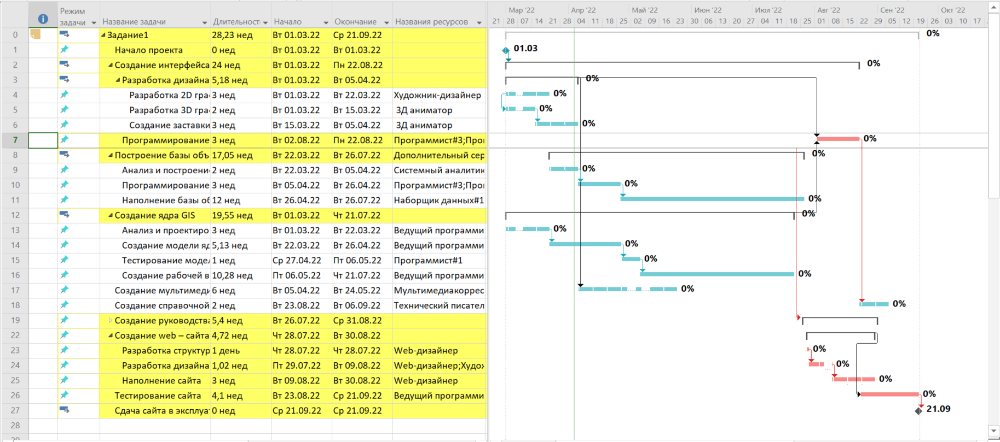 Режим задачи Название задачи Длительност Начало Окончание Названия ресурсов
Мар '22 Апр '22 Май '22 Июн '22 Июл '22 Авг '22 Сен '22 Окт '22
21 28 07 14 21 28 04 11 18 25 02 09 16 23 30 06 13 20 27 04 11 18 25 01 08 15 22 29 05 12 19 26 03 10 17
0 Задание1 28,23 нед Вт 01.03.22 Ср 21.09.22 0%
1 Начало проекта 0 нед Вт 01.03.22 Вт 01.03.22 01.03
2 Создание интерфейса 24 нед Вт 01.03.22 Пн 22.08.22 0%
3 Разработка дизайна 5,18 нед Вт 01.03.22 Вт 05.04.22 0%
4 Разработка 2D гра 3 нед Вт 01.03.22 Вт 22.03.22 Художник-дизайнер 0%
5 Разработка 3D гра 2 нед Вт 01.03.22 Вт 15.03.22 3Д аниматор 0%
6 Создание заставки 3 нед Вт 15.03.22 Вт 05.04.22 3Д аниматор 0%
7 Программирование 3 нед Вт 02.08.22 Пн 22.08.22 Программист#3;Про 0%
8 Построение базы объ 17,05 нед Вт 22.03.22 Вт 26.07.22 Дополнительный сер 0%
9 Анализ и построени 2 нед Вт 22.03.22 Вт 05.04.22 Системный аналитик 0%
10 Программирование 3 нед Вт 05.04.22 Вт 26.04.22 Программист#3;Про 0%
11 Наполнение базы об 12 нед Вт 26.04.22 Вт 26.07.22 Наборщик данных#1 0%
12 Создание ядра GIS 19,55 нед Вт 01.03.22 Чт 21.07.22 0%
13 Анализ и проектиро 3 нед Вт 01.03.22 Вт 22.03.22 Ведущий программи 0%
14 Создание модели яд 5,13 нед Вт 22.03.22 Вт 26.04.22 Ведущий программи 0%
15 Тестирование модел 1 нед Ср 27.04.22 Пт 06.05.22 Программист#1 0%
16 Создание рабочей в 10,28 нед Пт 06.05.22 Чт 21.07.22 Ведущий программи 0%
17 Создание мультимеди 6 нед Вт 05.04.22 Вт 24.05.22 Мультимедиакоррес 0%
18 Создание справочной 2 нед Вт 23.08.22 Вт 06.09.22 Технический писател 0%
19 Создание руководства 5,4 нед Вт 26.07.22 Ср 31.08.22
22 Создание web – сайта 4,72 нед Чт 28.07.22 Вт 30.08.22
23 Разработка структур 1 день Чт 28.07.22 Чт 28.07.22 Web-дизайнер 0%
24 Разработка дизайна 1,02 нед Пт 29.07.22 Вт 09.08.22 Web-дизайнер;Худо 0%
25 Наполнение сайта 3 нед Вт 09.08.22 Вт 30.08.22 Web-дизайнер 0%
26 Тестирование сайта 4,1 нед Вт 23.08.22 Ср 21.09.22 Ведущий программи 0%
27 Сдача сайта в эксплуа 0 нед Ср 21.09.22 Ср 21.09.22 21.09
28